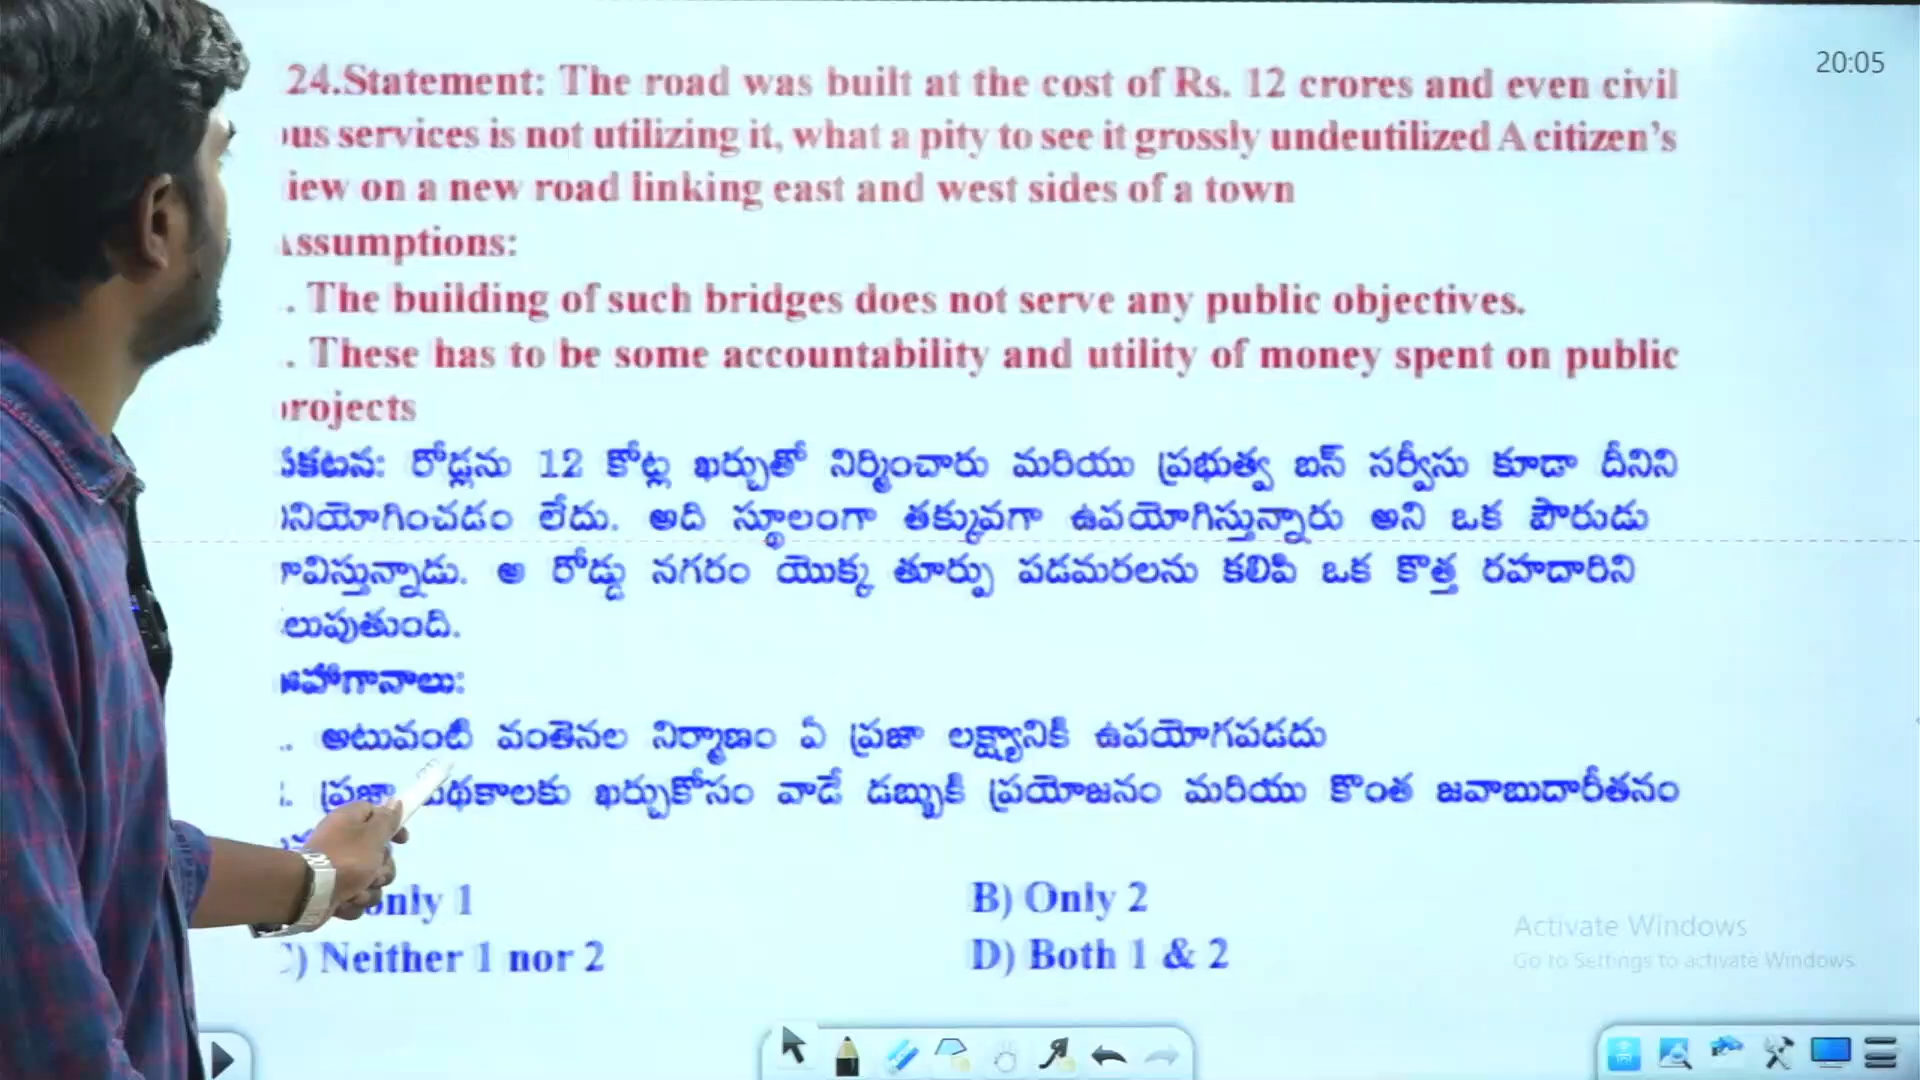 20:05
24.Statement: The road was built at the cost of Rs. 12 crores and even civil
us services is not utilizing it, what a pity to see it grossly undeutilized A citizen’s
iew on a new road linking east and west sides of a town
ssumptions:
. The building of such bridges does not serve any public objectives.
. These has to be some accountability and utility of money spent on public
rojects
కటన: రోడ్లను 12 కోట్ల ఖర్చుతో నిర్మించారు మరియు ప్రభుత్వ బస్ సర్వీసు కూడా దీనిని
నియోగించడం లేదు. అది స్థూలంగా తక్కువగా ఉపయోగిస్తున్నారు అని ఒక పౌరుడు
విస్తున్నాడు. ఆ రోడ్డు నగరం యొక్క తూర్పు పడమరలను కలిపి ఒక కొత్త రహదారిని
లుపుతుంది.
ఊహాగానాలు:
. అటువంటి వంతెనల నిర్మాణం ఏ ప్రజా లక్ష్యానికి ఉపయోగపడదు
. ప్రజా పథకాలకు ఖర్చుకోసం వాడే డబ్బుకి ప్రయోజనం మరియు కొంత జవాబుదారీతనం
only 1 B) Only 2
) Neither 1 nor 2 D) Both 1 & 2
Activate Windows
Go to Settings to activate Windows.